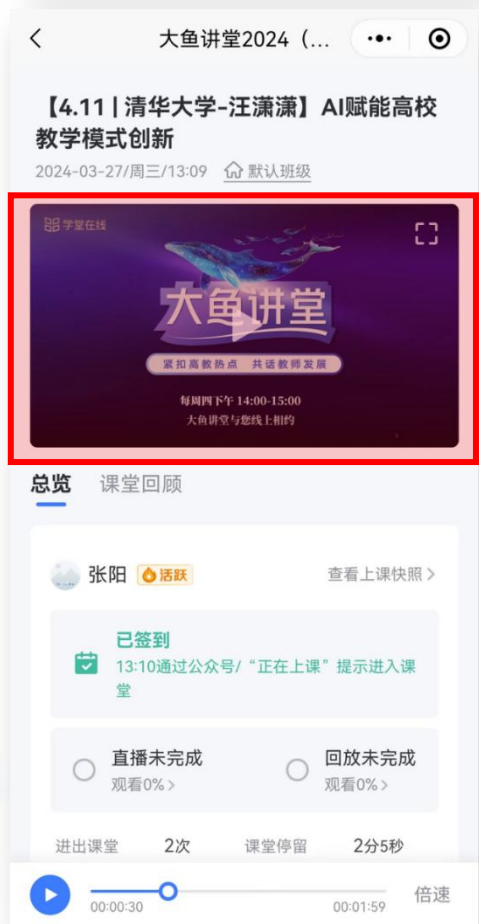 大鱼讲堂2024（...
【4.11 | 清华大学-汪潇潇】AI赋能高校
教学模式创新
2024-03-27/周三/13:09 默认班级
学堂在线
大鱼讲堂
紧扣高教热点 共话教师发展
每周四下午 14:00-15:00
大鱼讲堂与您线上相约
总览 课堂回顾
张阳 活跃 查看上课快照 >
已签到
13:10通过公众号/“正在上课”提示进入课
堂
直播未完成 回放未完成
观看0% > 观看0% >
进出课堂 2次 课堂停留 2分5秒
00:00:30 00:01:59 倍速